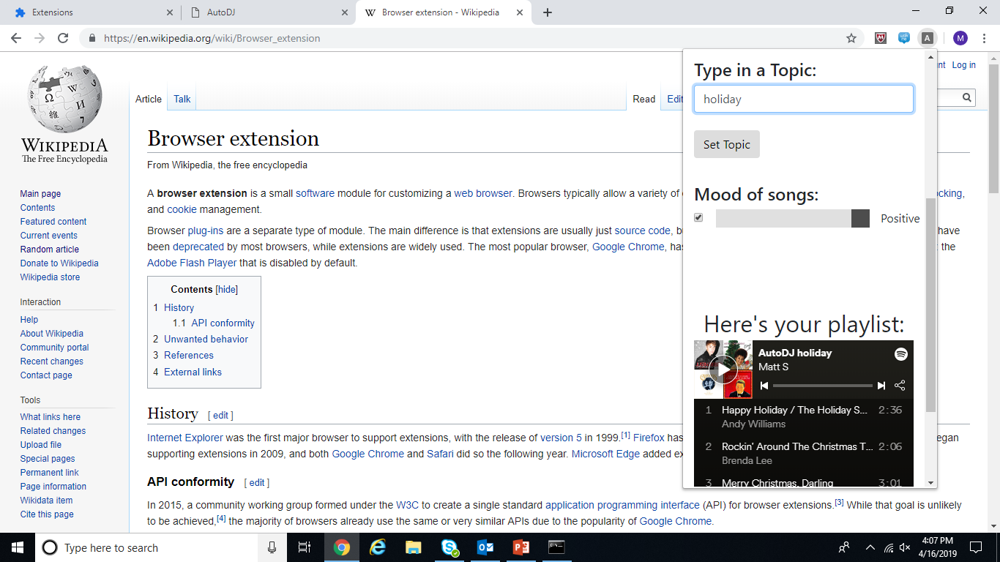 Extensions
AutoDJ
Browser extension - Wikipedia
https://en.wikipedia.org/wiki/Browser_extension
A
M
Log in
WIKIPEDIA
The Free Encyclopedia
Main page
Contents
Featured content
Current events
Random article
Donate to Wikipedia
Wikipedia store
Interaction
Help
About Wikipedia
Community portal
Recent changes
Contact page
Tools
What links here
Related changes
Upload file
Special pages
Permanent link
Page information
Wikidata item
Cite this page
Article
Talk
Read
Edit
Browser extension
From Wikipedia, the free encyclopedia
A browser extension is a small software module for customizing a web browser. Browsers typically allow a variety of
and cookie management.
Browser plug-ins are a separate type of module. The main difference is that extensions are usually just source code, have
been deprecated by most browsers, while extensions are widely used. The most popular browser, Google Chrome, has the
Adobe Flash Player that is disabled by default.
Contents [hide]
1 History
1.1 API conformity
2 Unwanted behavior
3 References
4 External links
History [ edit ]
Internet Explorer was the first major browser to support extensions, with the release of version 5 in 1999.[1] Firefox has
supporting extensions in 2009, and both Google Chrome and Safari did so the following year. Microsoft Edge added
API conformity [ edit ]
In 2015, a community working group formed under the W3C to create a single standard application programming interface (API) for browser extensions.[3] While that goal is unlikely
to be achieved,[4] the majority of browsers already use the same or very similar APIs due to the popularity of Google Chrome.
Type in a Topic:
holiday
Set Topic
Mood of songs:
Positive
Here's your playlist:
AutoDJ holiday
Matt S
1 Happy Holiday / The Holiday S... 2:36
Andy Williams
2 Rockin' Around The Christmas T... 2:06
Brenda Lee
3 Merry Christmas, Darling 3:01
Type here to search
4:07 PM
4/16/2019